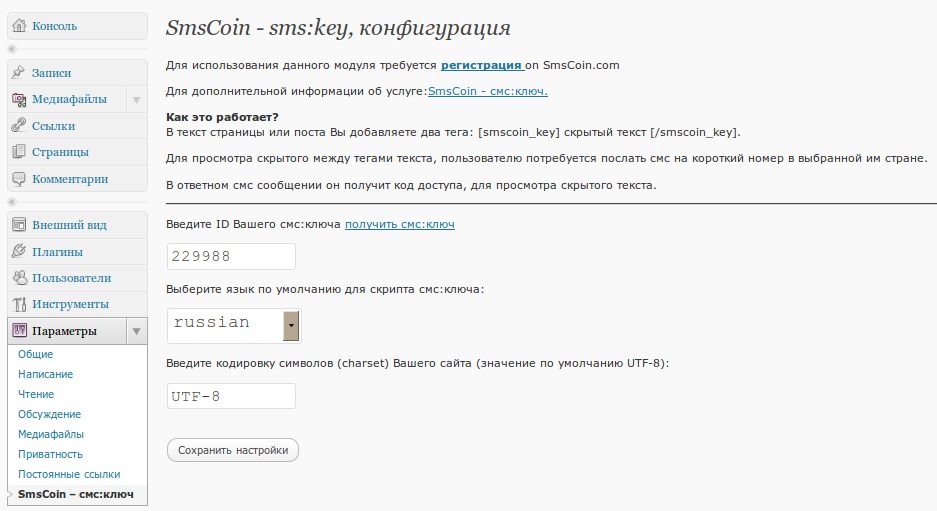 Консоль
Записи
Медиафайлы
Ссылки
Страницы
Комментарии
Внешний вид
Плагины
Пользователи
Инструменты
Параметры
Общие
Написание
Чтение
Обсуждение
Медиафайлы
Приватность
Постоянные ссылки
SmsCoin – смс:ключ
SmsCoin - sms:key, конфигурация
Для использования данного модуля требуется регистрация on SmsCoin.com
Для дополнительной информации об услуге:SmsCoin - смс:ключ.
Как это работает?
В текст страницы или поста Вы добавляете два тега: [smscoin_key] скрытый текст [/smscoin_key].
Для просмотра скрытого между тегами текста, пользователю потребуется послать смс на короткий номер в выбранной им стране.
В ответном смс сообщении он получит код доступа, для просмотра скрытого текста.
Введите ID Вашего смс:ключа получить смс:ключ
229988
Выберите язык по умолчанию для скрипта смс:ключа:
russian
Введите кодировку символов (charset) Вашего сайта (значение по умолчанию UTF-8):
UTF-8
Сохранить настройки